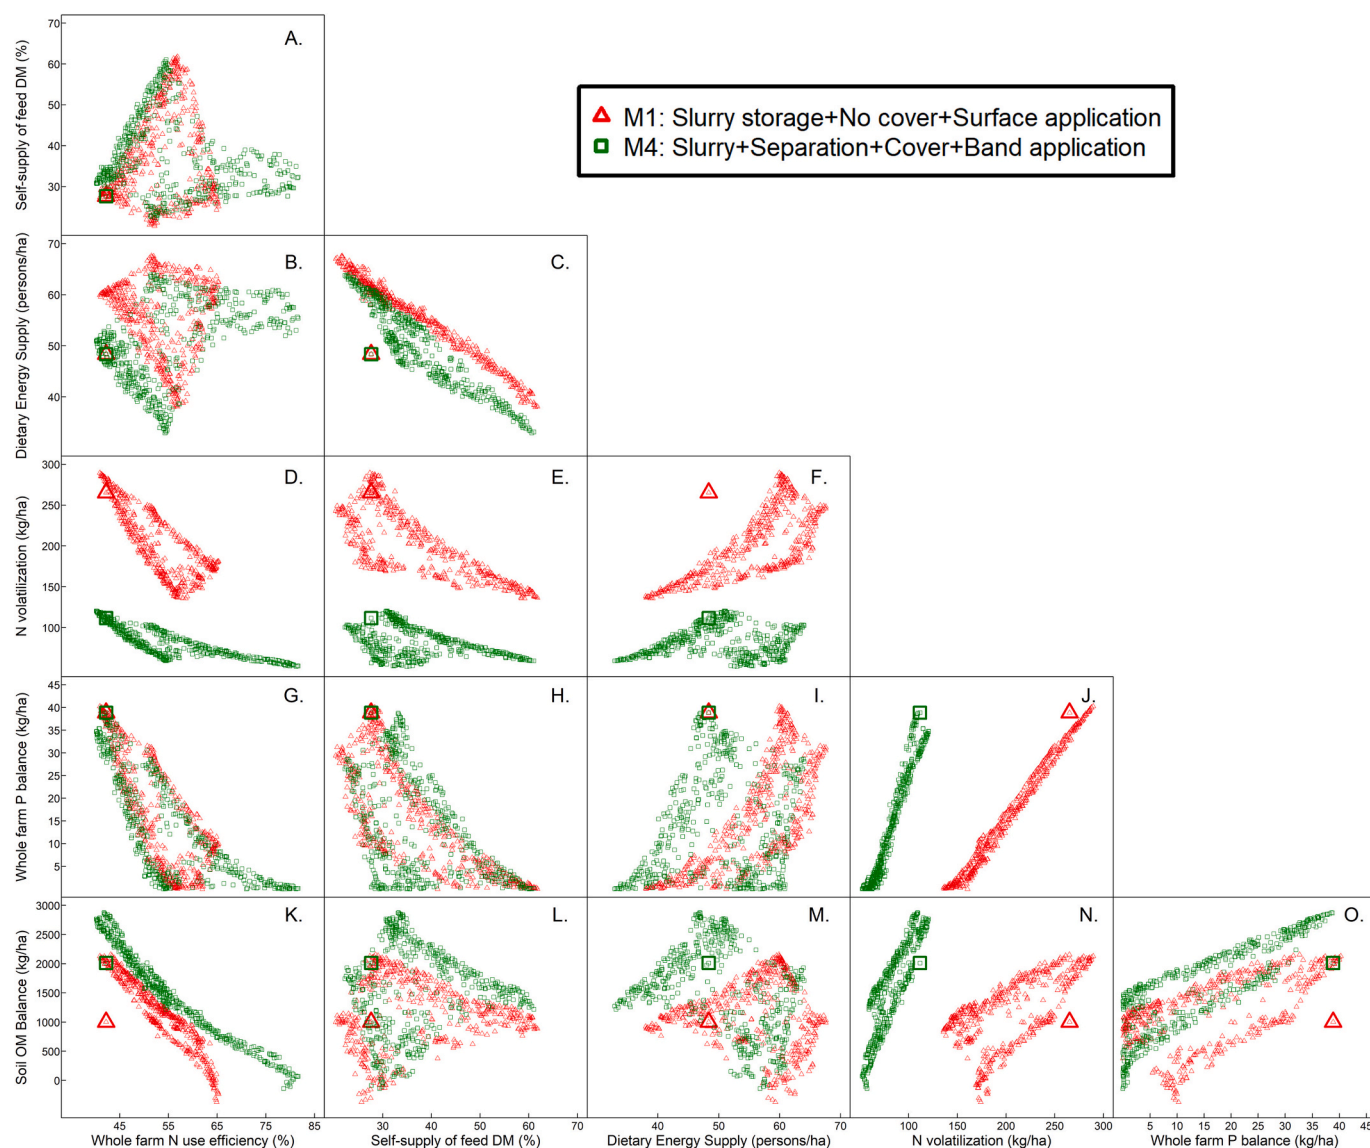 A.
Self-supply of feed DM (%)
70
60
50
40
30
M1: Slurry storage+No cover+Surface application
M4: Slurry+Separation+Cover+Band application
B.
C.
Dietary Energy Supply (persons/ha)
70
60
50
40
D.
E.
F.
N volatilization (kg/ha)
300
250
200
150
100
G.
H.
I.
J.
Whole farm P balance (kg/ha)
45
40
35
30
25
20
15
10
5
K.
L.
M.
N.
O.
Soil OM Balance (kg/ha)
3000
2500
2000
1500
1000
500
0
45 55 65 75 85
30 40 50 60 70
40 50 60 70
100 150 200 250 300
5 10 15 20 25 30 35 40 45
Whole farm N use efficiency (%)
Self-supply of feed DM (%)
Dietary Energy Supply (persons/ha)
N volatilization (kg/ha)
Whole farm P balance (kg/ha)